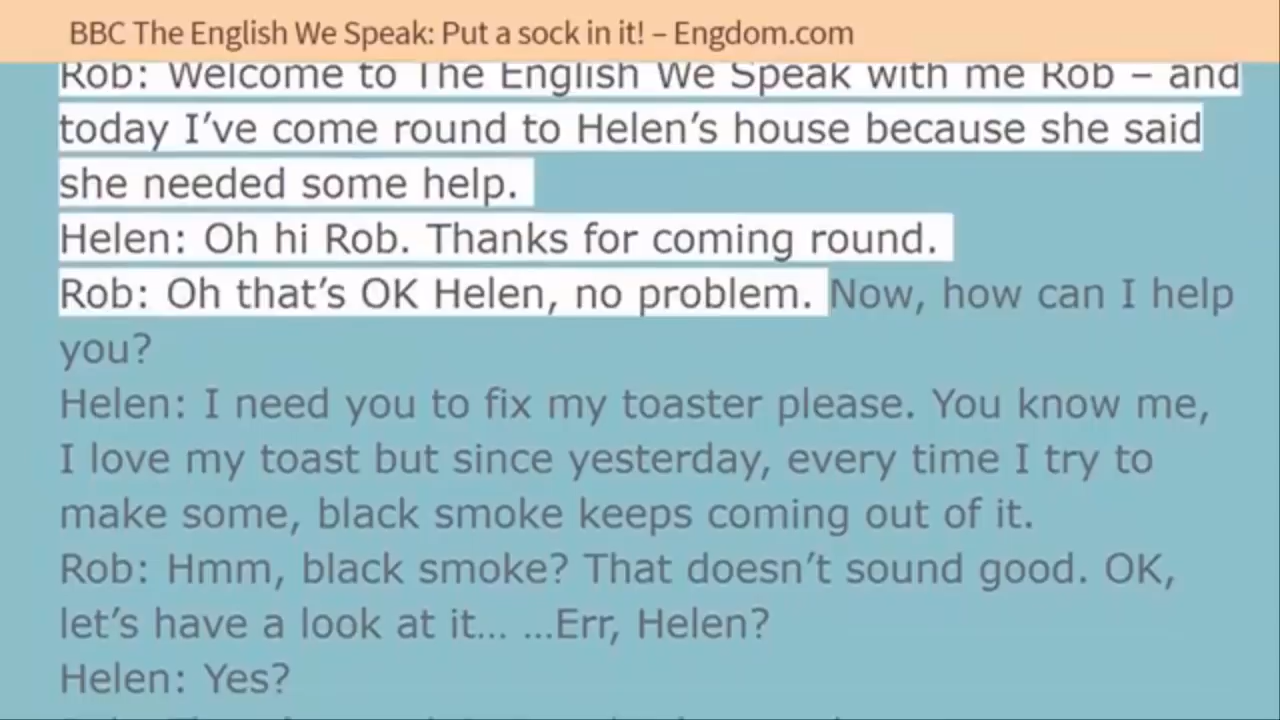 BBC The English We Speak: Put a sock in it! – Engdom.com
Rob: Welcome to The English We Speak with me Rob – and
today I’ve come round to Helen’s house because she said
she needed some help.
Helen: Oh hi Rob. Thanks for coming round.
Rob: Oh that’s OK Helen, no problem. Now, how can I help
you?
Helen: I need you to fix my toaster please. You know me,
I love my toast but since yesterday, every time I try to
make some, black smoke keeps coming out of it.
Rob: Hmm, black smoke? That doesn’t sound good. OK,
let’s have a look at it… …Err, Helen?
Helen: Yes?